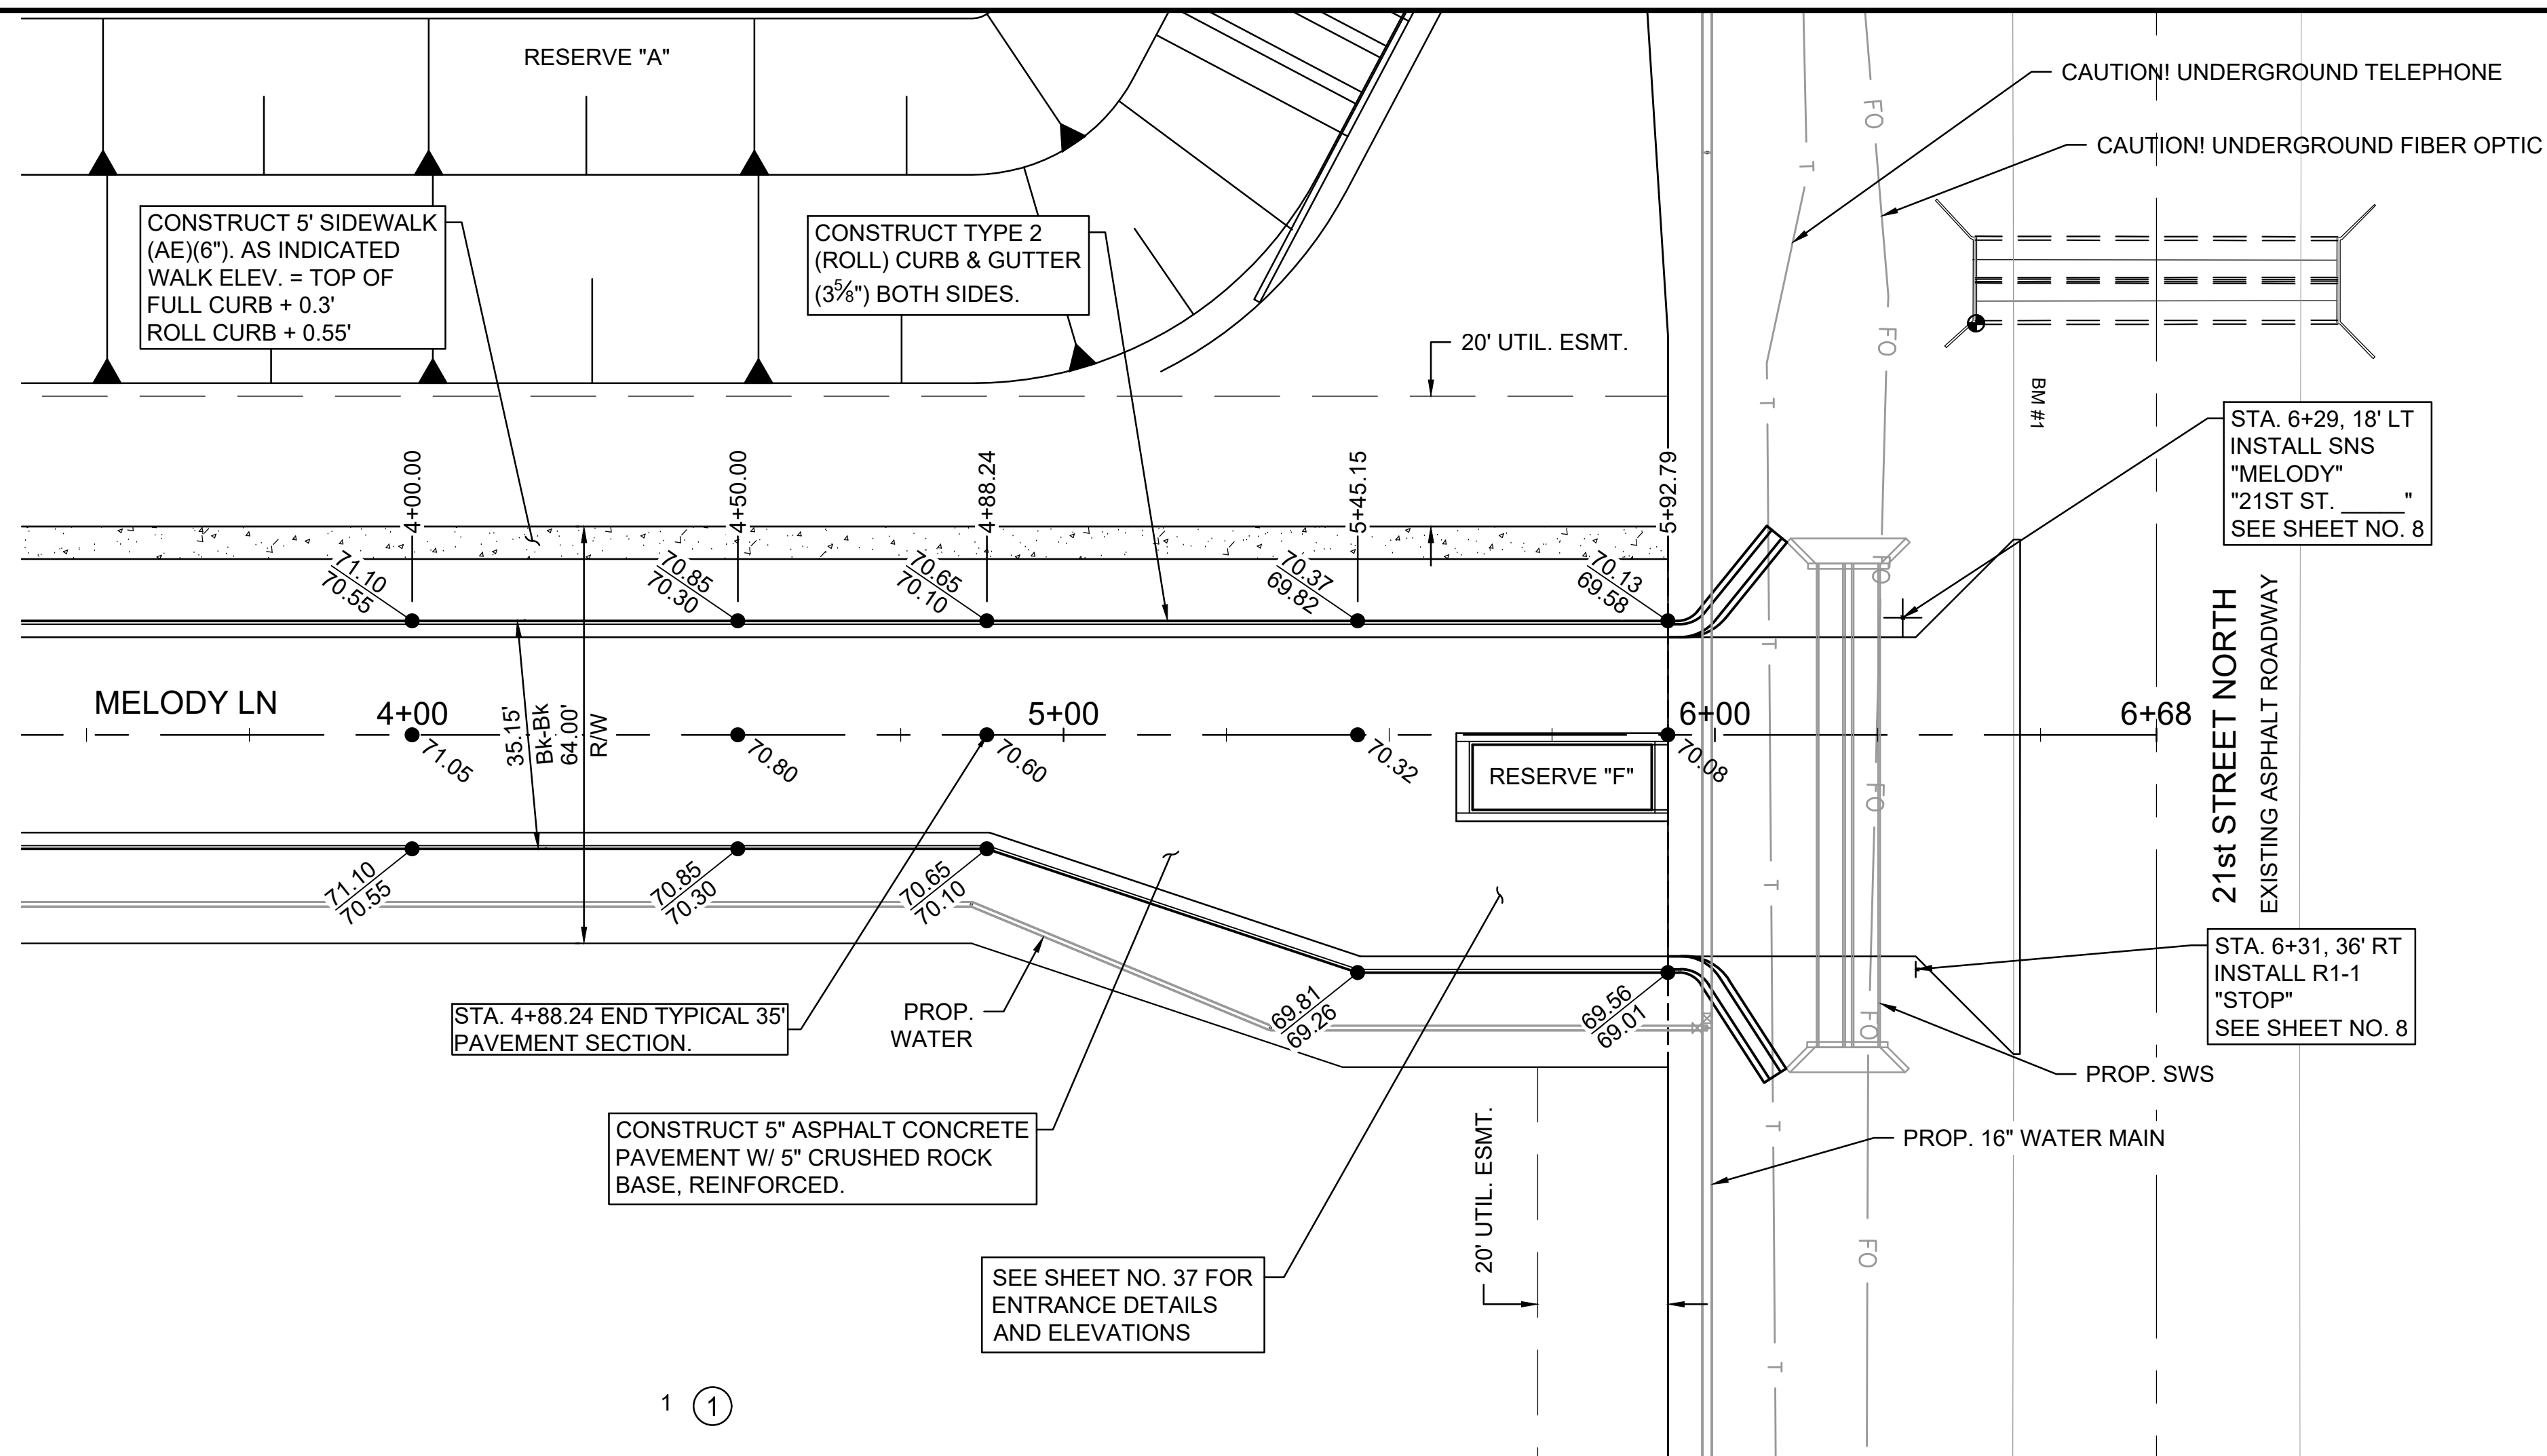 RESERVE "A"
CAUTION! UNDERGROUND TELEPHONE
FO
CAUTION! UNDERGROUND FIBER OPTIC
T
CONSTRUCT 5' SIDEWALK
(AE)(6"). AS INDICATED
WALK ELEV. = TOP OF
FULL CURB + 0.3'
ROLL CURB + 0.55'
CONSTRUCT TYPE 2
(ROLL) CURB & GUTTER
(3⅝") BOTH SIDES.
20' UTIL. ESMT.
FO
BM #1
T
STA. 6+29, 18' LT
INSTALL SNS
"MELODY"
"21ST ST. _____"
SEE SHEET NO. 8
4+00.00
4+50.00
4+88.24
5+45.15
5+92.79
71.10
70.55
70.85
70.30
70.65
70.10
70.37
69.82
70.13
69.58
FO
T
MELODY LN
4+00
5+00
6+00
6+68
35.15'
Bk-Bk
64.00'
R/W
71.05
70.80
70.60
70.32
70.08
RESERVE "F"
FO
21st STREET NORTH
EXISTING ASPHALT ROADWAY
T
71.10
70.55
70.85
70.30
70.65
70.10
69.81
69.26
69.56
69.01
STA. 6+31, 36' RT
INSTALL R1-1
"STOP"
SEE SHEET NO. 8
STA. 4+88.24 END TYPICAL 35'
PAVEMENT SECTION.
PROP.
WATER
FO
PROP. SWS
CONSTRUCT 5" ASPHALT CONCRETE
PAVEMENT W/ 5" CRUSHED ROCK
BASE, REINFORCED.
20' UTIL. ESMT.
T
PROP. 16" WATER MAIN
FO
SEE SHEET NO. 37 FOR
ENTRANCE DETAILS
AND ELEVATIONS
T
1 1